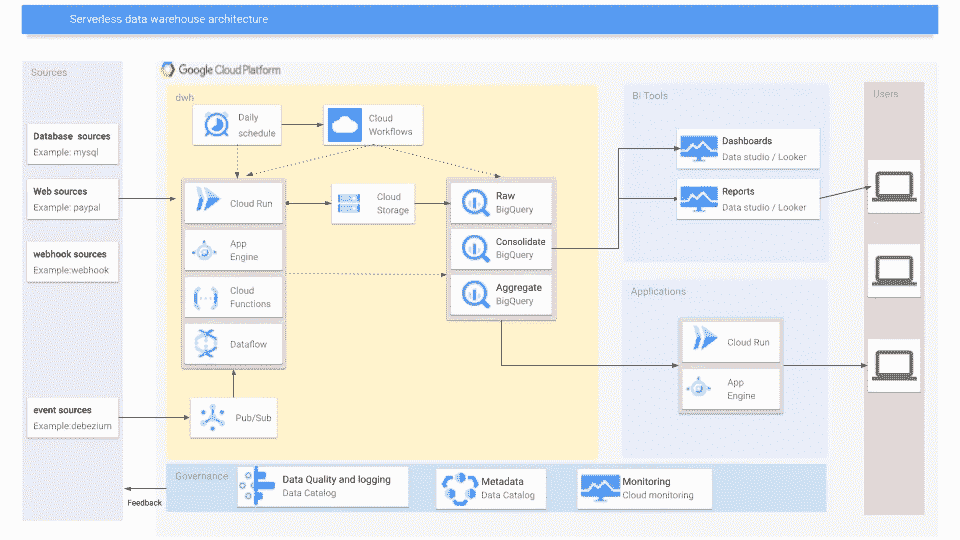 Serverless data warehouse architecture
Sources
Google Cloud Platform
dwh
Bi Tools
Users
Daily
schedule
Cloud
Workflows
Database sources
Example: mysql
Dashboards
Data studio / Looker
Web sources
Example: paypal
Cloud Run
Cloud
Storage
Raw
BigQuery
Reports
Data studio / Looker
webhook sources
Example:webhook
App
Engine
Consolidate
BigQuery
Cloud
Functions
Aggregate
BigQuery
Applications
Dataflow
Cloud Run
App
Engine
event sources
Example:debezium
Pub/Sub
Governance
Data Quality and logging
Data Catalog
Metadata
Data Catalog
Monitoring
Cloud monitoring
Feedback